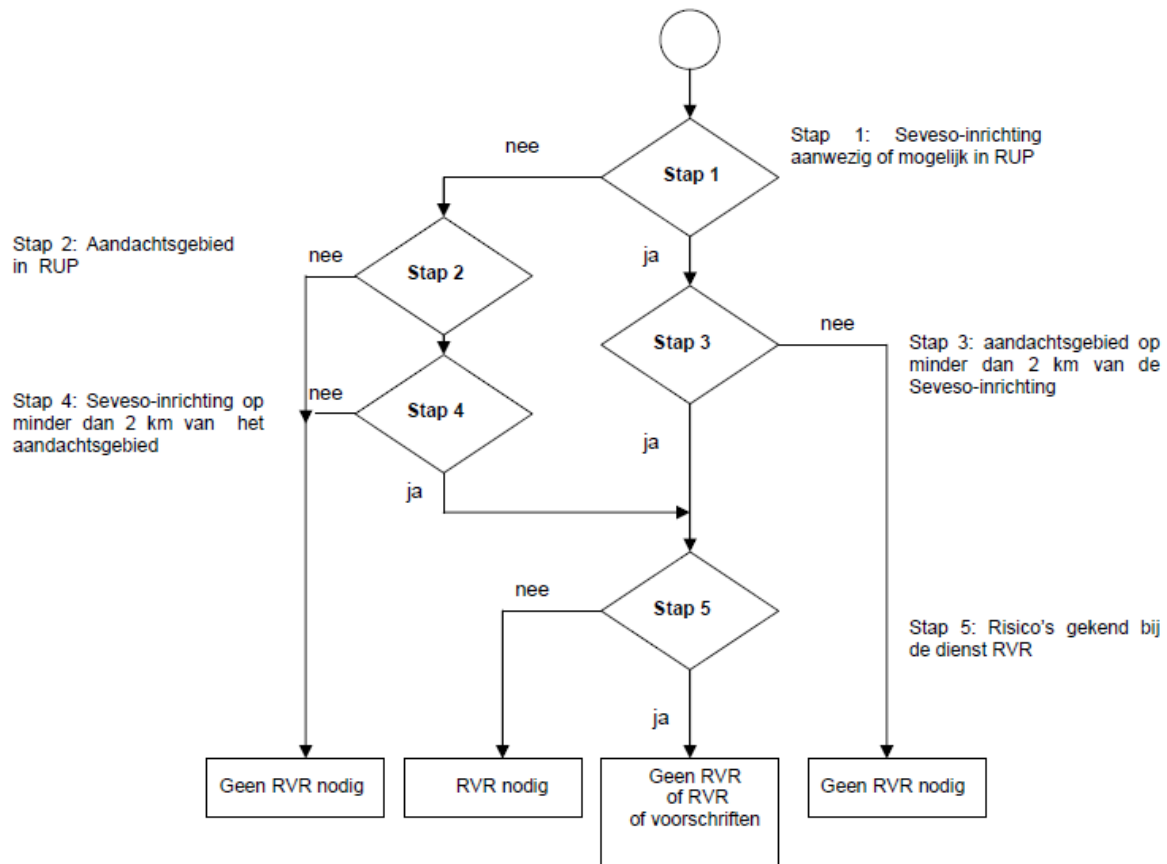 Stap 1: Seveso-inrichting
aanwezig of mogelijk in RUP
nee
Stap 1
Stap 2: Aandachtsgebied
in RUP
nee
Stap 2
ja
Stap 3
nee
Stap 3: aandachtsgebied op
minder dan 2 km van de
Seveso-inrichting
Stap 4: Seveso-inrichting op
minder dan 2 km van het
aandachtsgebied
nee
Stap 4
ja
ja
nee
Stap 5
Stap 5: Risico's gekend bij
de dienst RVR
ja
Geen RVR nodig
RVR nodig
Geen RVR
of RVR
of voorschriften
Geen RVR nodig